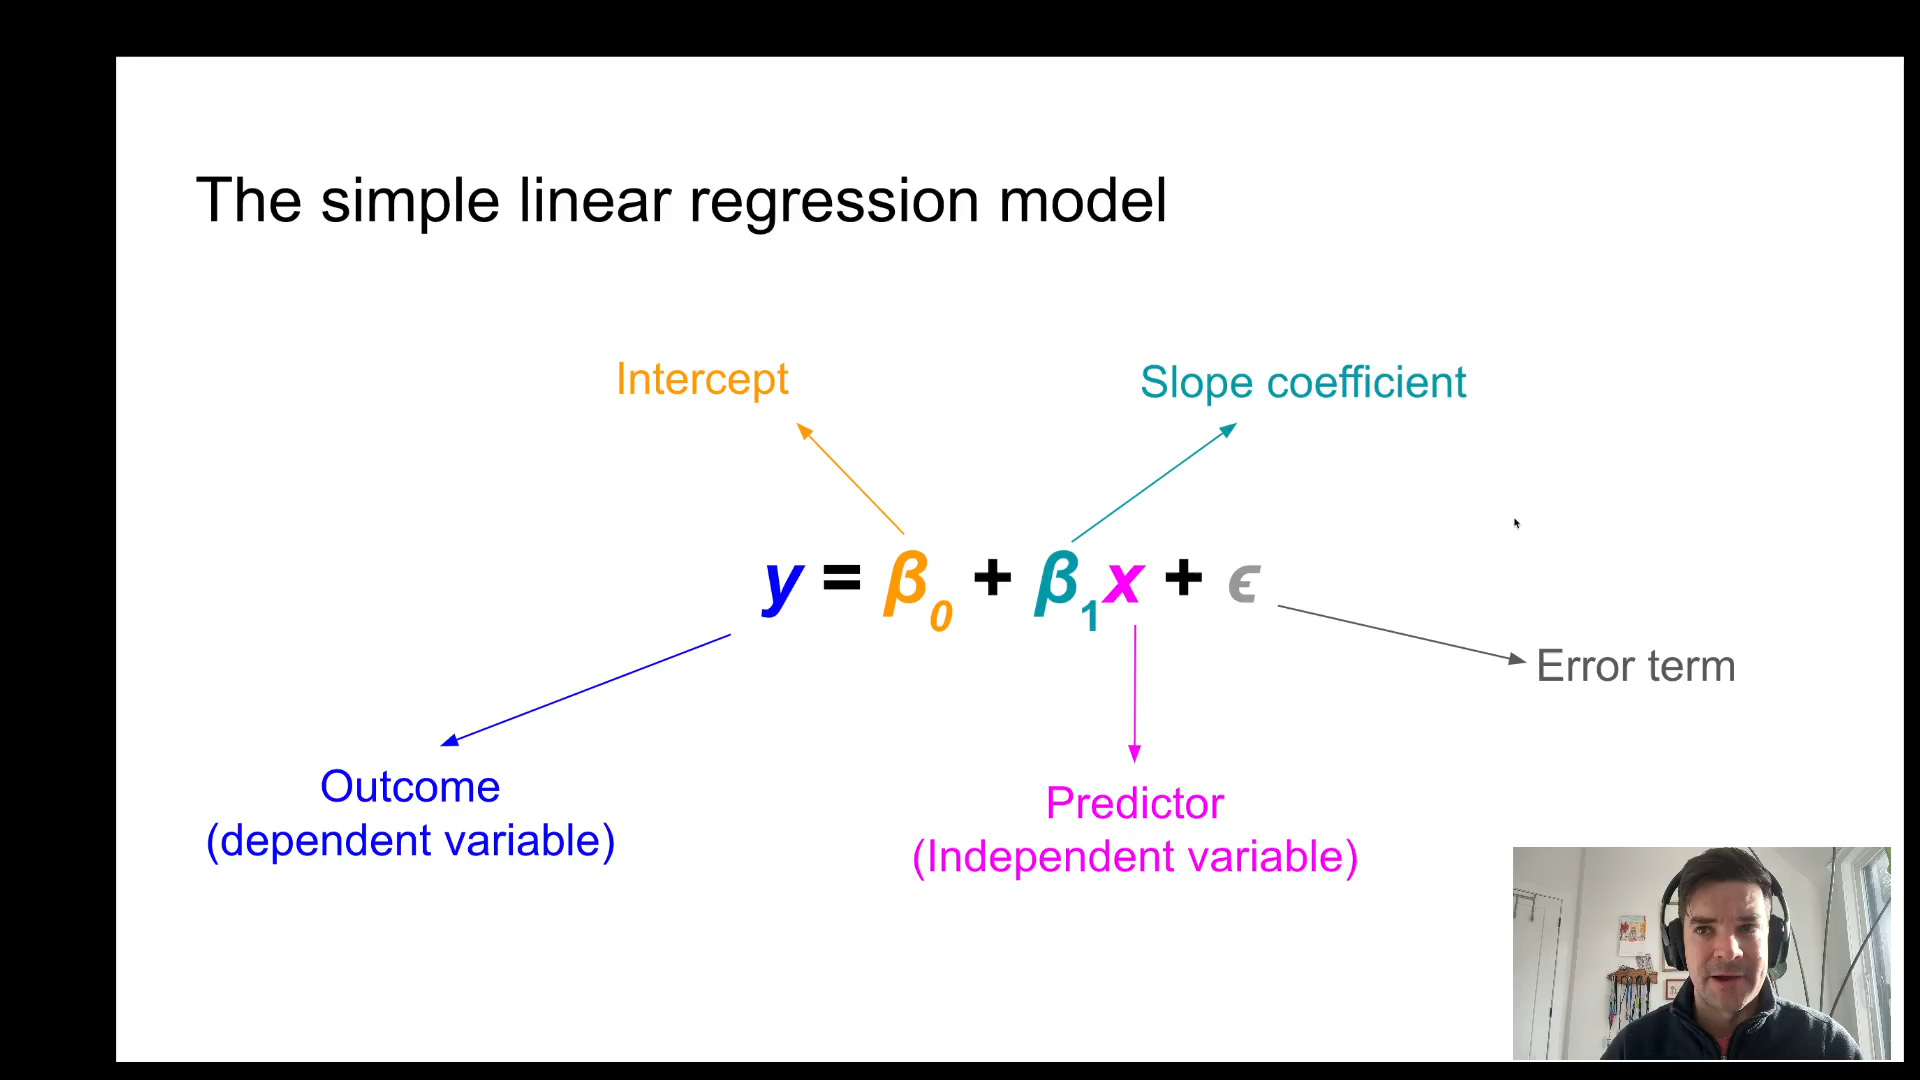 The simple linear regression model
Intercept
Slope coefficient
y = β₀ + β₁x + ϵ
Error term
Outcome
(dependent variable)
Predictor
(Independent variable)